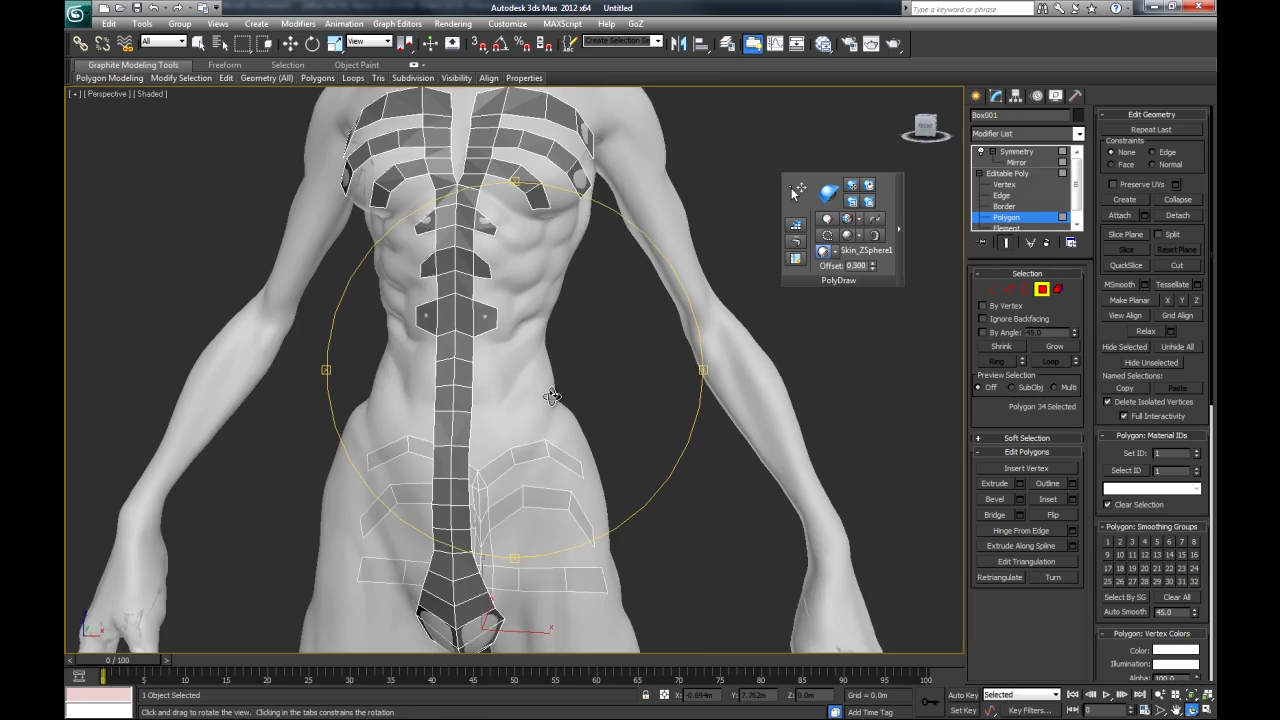 Autodesk 3ds Max 2012 x64 Untitled
Type a keyword or phrase
Edit Tools Group Views Create Modifiers Animation Graph Editors Rendering Customize MAXScript Help GoZ
All View Create Selection Se
Graphite Modeling Tools Freeform Selection Object Paint
Polygon Modeling Modify Selection Edit Geometry (All) Polygons Loops Tris Subdivision Visibility Align Properties
[ + ] [ Perspective ] [ Shaded ]
FRONT
Skin_ZSphere1
Offset: 0.300
PolyDraw
x
x
Box001
Modifier List
Symmetry
Mirror
Editable Poly
Vertex
Edge
Border
Polygon
Element
Selection
By Vertex
Ignore Backfacing
By Angle: 45.0
Shrink Grow
Ring Loop
Preview Selection
Off SubObj Multi
Polygon 34 Selected
Soft Selection
Edit Polygons
Insert Vertex
Extrude Outline
Bevel Inset
Bridge Flip
Hinge From Edge
Extrude Along Spline
Edit Triangulation
Retriangulate Turn
Edit Geometry
Repeat Last
Constraints
None Edge
Face Normal
Preserve UVs
Create Collapse
Attach Detach
Slice Plane Split
Slice Reset Plane
QuickSlice Cut
MSmooth Tessellate
Make Planar X Y Z
View Align Grid Align
Relax
Hide Selected Unhide All
Hide Unselected
Named Selections:
Copy Paste
Delete Isolated Vertices
Full Interactivity
Polygon: Material IDs
Set ID: 1
Select ID 1
Clear Selection
Polygon: Smoothing Groups
1 2 3 4 5 6 7 8
9 10 11 12 13 14 15 16
17 18 19 20 21 22 23 24
25 26 27 28 29 30 31 32
Select By SG Clear All
Auto Smooth 45.0
Polygon: Vertex Colors
Color:
Illumination:
Alpha: 100.0
0 / 100
0 5 10 15 20 25 30 35 40 45 50 55 60 65 70 75 80 85 90 95 100
1 Object Selected X: -0.694m Y: 7.762m Z: 0.0m Grid = 0.0m Auto Key Selected
Click and drag to rotate the view. Clicking in the tabs constrains the rotation Add Time Tag Set Key Key Filters... 0